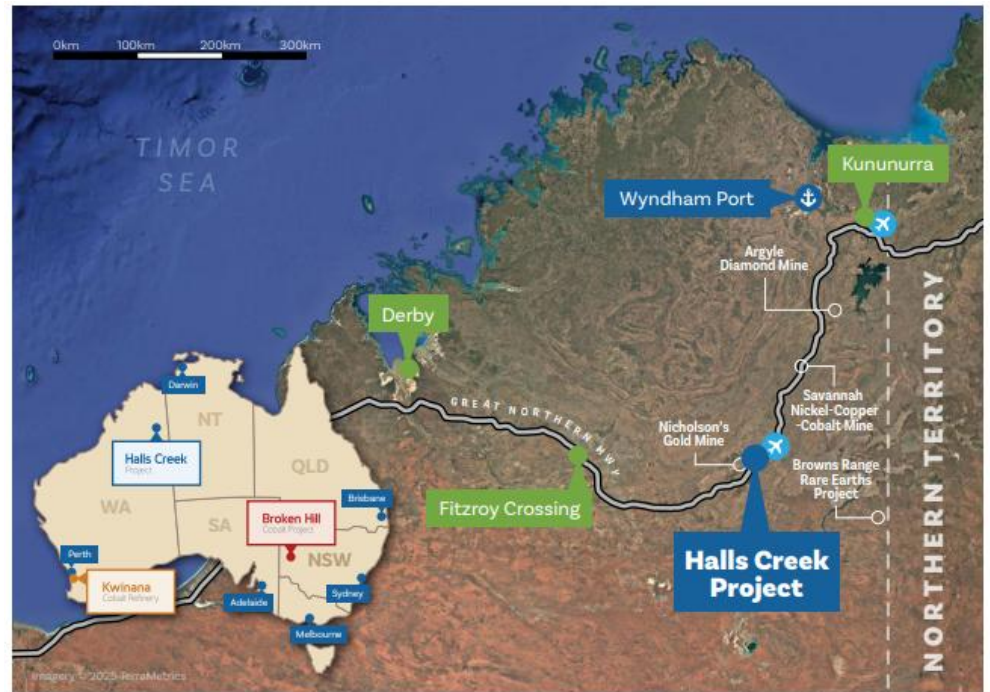 0km 100km 200km 300km
TIMOR
SEA
Kununurra
Wyndham Port
Argyle
Diamond Mine
Derby
GREAT NORTHERN HWY
Savannah
Nickel-Copper
-Cobalt Mine
Nicholson's
Gold Mine
Browns Range
Rare Earths
Project
Fitzroy Crossing
Halls Creek
Project
NORTHERN TERRITORY
Darwin
NT
Halls Creek
Project
QLD
WA
SA
Brisbane
Broken Hill
Cobalt Project
NSW
Perth
Kwinana
Cobalt Refinery
Adelaide
Sydney
Melbourne
Imagery © 2025 TerraMetrics